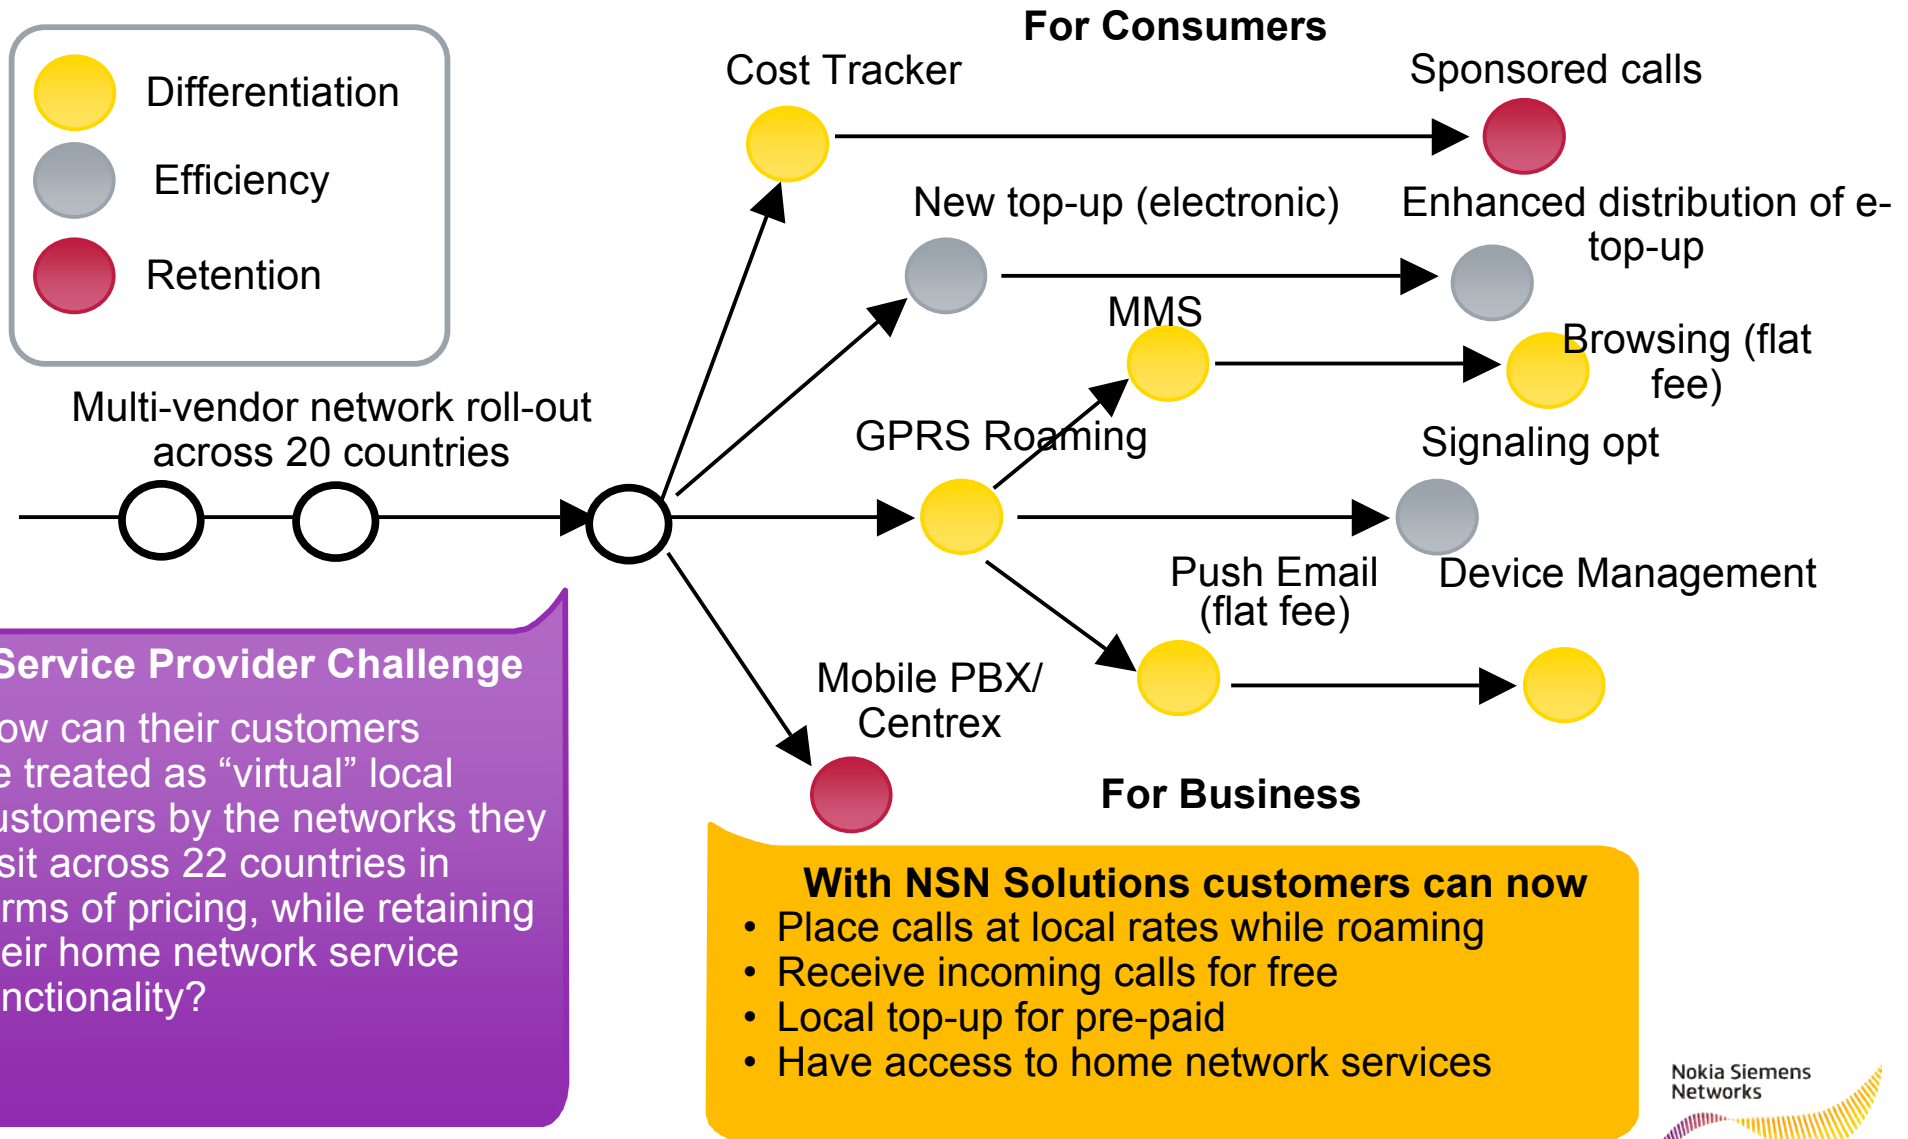 For Consumers
Differentiation
Efficiency
Retention
Cost Tracker
Sponsored calls
New top-up (electronic)
Enhanced distribution of e-
top-up
MMS
Browsing (flat
fee)
Multi-vendor network roll-out
across 20 countries
GPRS Roaming
Signaling opt
Push Email
(flat fee)
Device Management
Mobile PBX/
Centrex
For Business
Service Provider Challenge
ow can their customers
e treated as “virtual” local
ustomers by the networks they
sit across 22 countries in
rms of pricing, while retaining
eir home network service
nctionality?
With NSN Solutions customers can now
• Place calls at local rates while roaming
• Receive incoming calls for free
• Local top-up for pre-paid
• Have access to home network services
Nokia Siemens
Networks